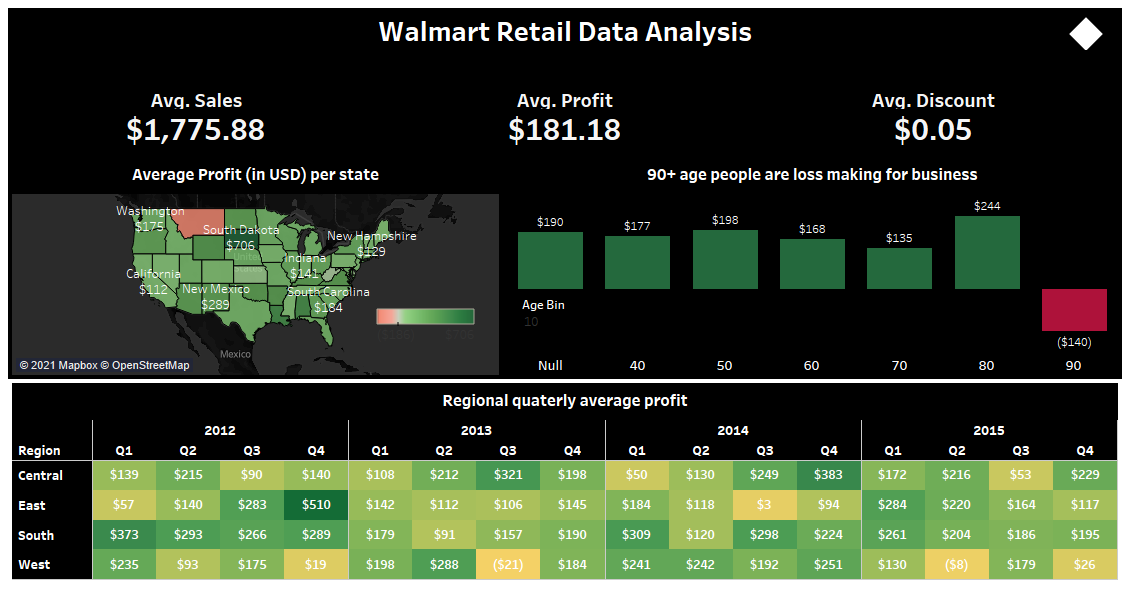 Walmart Retail Data Analysis
Avg. Sales
$1,775.88
Avg. Profit
$181.18
Avg. Discount
$0.05
Average Profit (in USD) per state
Washington
$175
South Dakota
$706
New Hampshire
$129
Indiana
$141
California
$112
New Mexico
$289
South Carolina
$184
United
States
Mexico
© 2021 Mapbox © OpenStreetMap
90+ age people are loss making for business
$190 $177 $198 $168 $135 $244 ($140)
Age Bin
10
Null 40 50 60 70 80 90
Regional quaterly average profit
2012 2013 2014 2015
Region Q1 Q2 Q3 Q4 Q1 Q2 Q3 Q4 Q1 Q2 Q3 Q4 Q1 Q2 Q3 Q4
Central $139 $215 $90 $140 $108 $212 $321 $198 $50 $130 $249 $383 $172 $216 $53 $229
East $57 $140 $283 $510 $142 $112 $106 $145 $184 $118 $3 $94 $284 $220 $164 $117
South $373 $293 $266 $289 $179 $91 $157 $190 $309 $120 $298 $224 $261 $204 $186 $195
West $235 $93 $175 $19 $198 $288 ($21) $184 $241 $242 $192 $251 $130 ($8) $179 $26